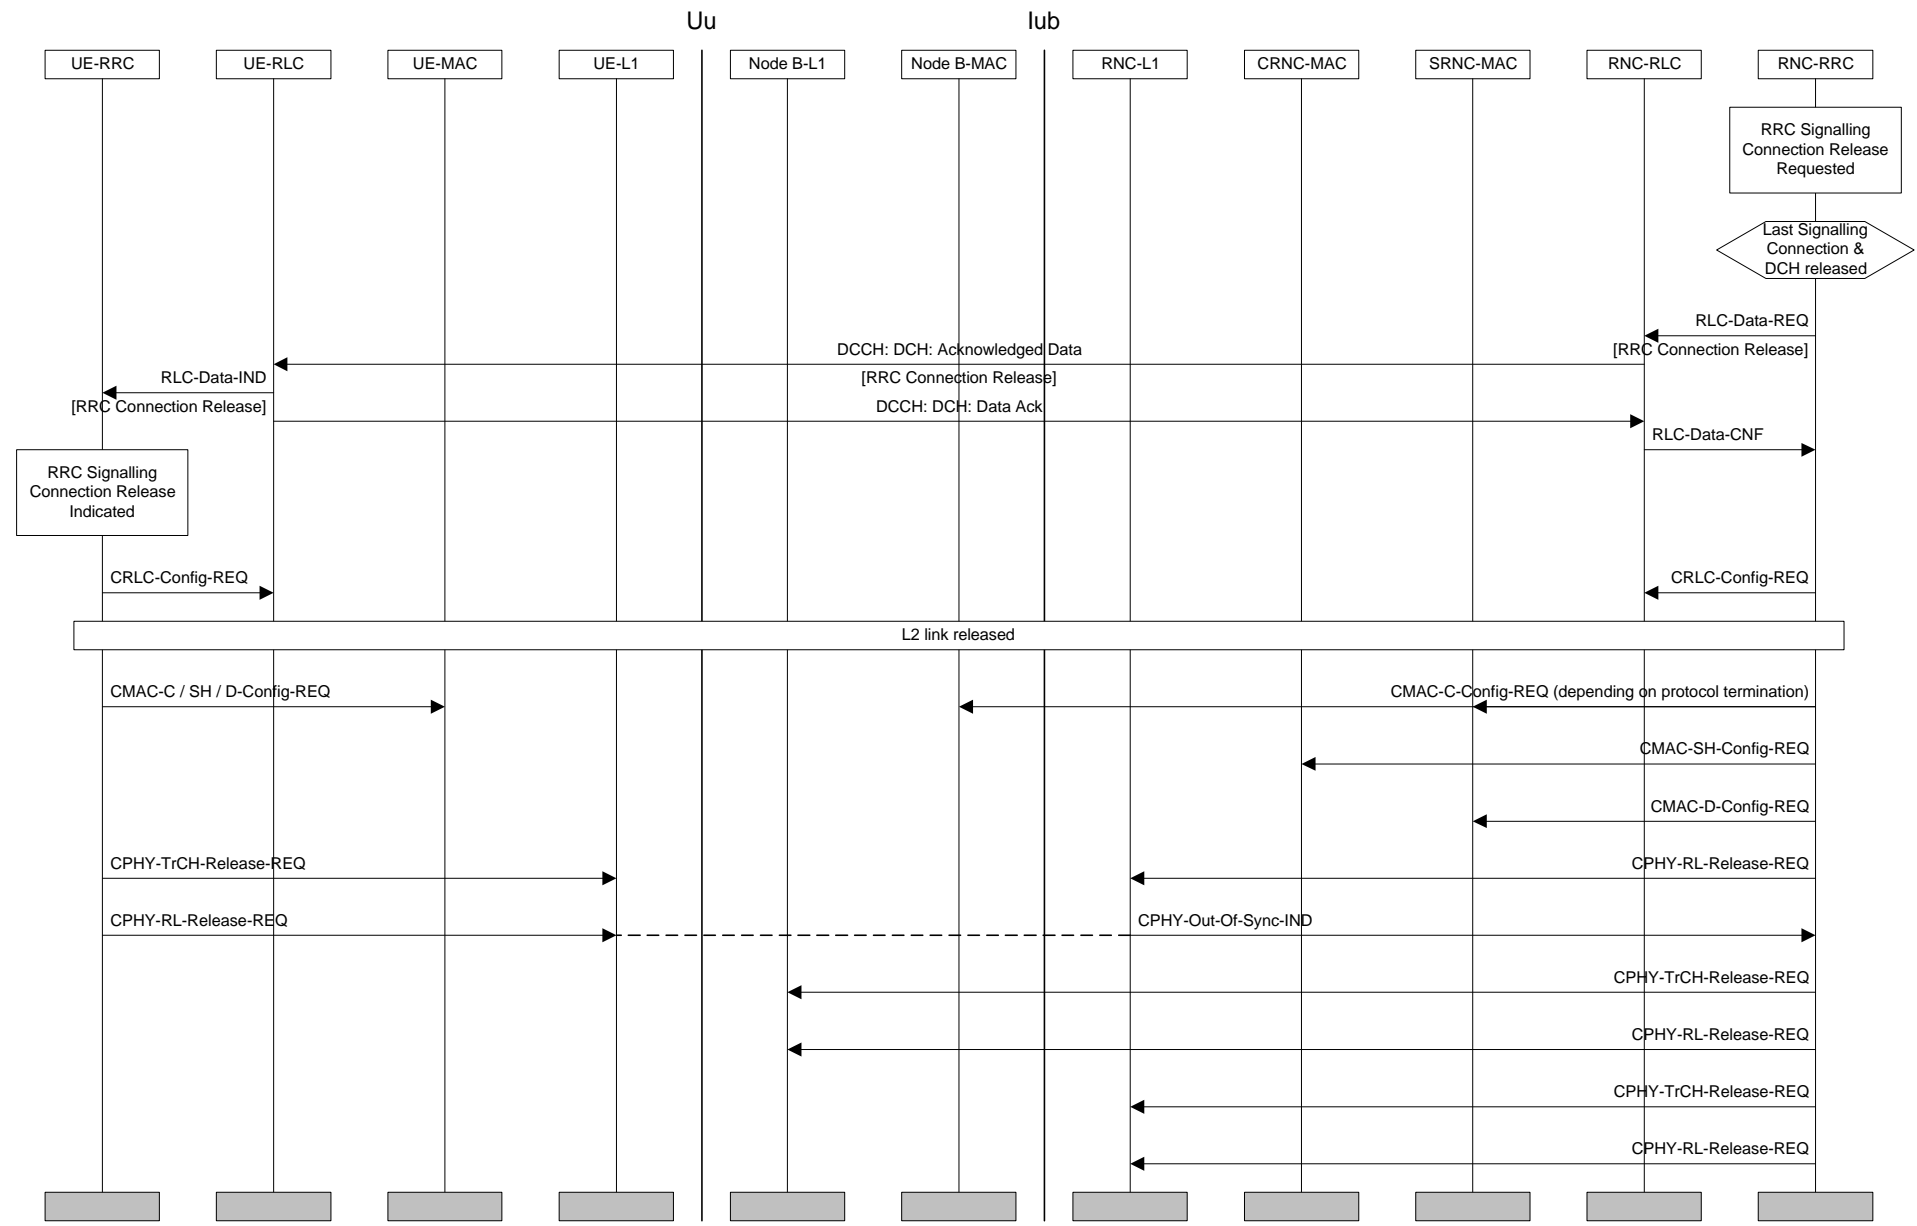 Uu
Iub
UE-RRC
UE-RLC
UE-MAC
UE-L1
Node B-L1
Node B-MAC
RNC-L1
CRNC-MAC
SRNC-MAC
RNC-RLC
RNC-RRC
RRC Signalling
Connection Release
Requested
Last Signalling
Connection &
DCH released
RLC-Data-REQ
[RRC Connection Release]
DCCH: DCH: Acknowledged Data
[RRC Connection Release]
RLC-Data-IND
[RRC Connection Release]
DCCH: DCH: Data Ack
RLC-Data-CNF
RRC Signalling
Connection Release
Indicated
CRLC-Config-REQ
CRLC-Config-REQ
L2 link released
CMAC-C / SH / D-Config-REQ
CMAC-C-Config-REQ (depending on protocol termination)
CMAC-SH-Config-REQ
CMAC-D-Config-REQ
CPHY-TrCH-Release-REQ
CPHY-RL-Release-REQ
CPHY-RL-Release-REQ
CPHY-Out-Of-Sync-IND
CPHY-TrCH-Release-REQ
CPHY-RL-Release-REQ
CPHY-TrCH-Release-REQ
CPHY-RL-Release-REQ